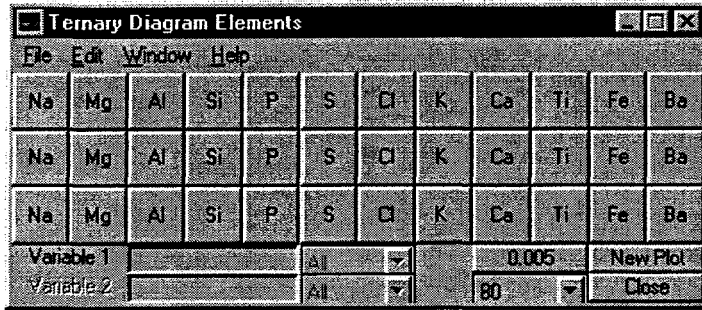 Ternary Diagram Elements
File Edit Window Help
Na Mg Al Si P S Cl K Ca Ti Fe Ba
Na Mg Al Si P S Cl K Ca Ti Fe Ba
Na Mg Al Si P S Cl K Ca Ti Fe Ba
Variable 1 All 0.005 New Plot
Variable 2 All 80 Close